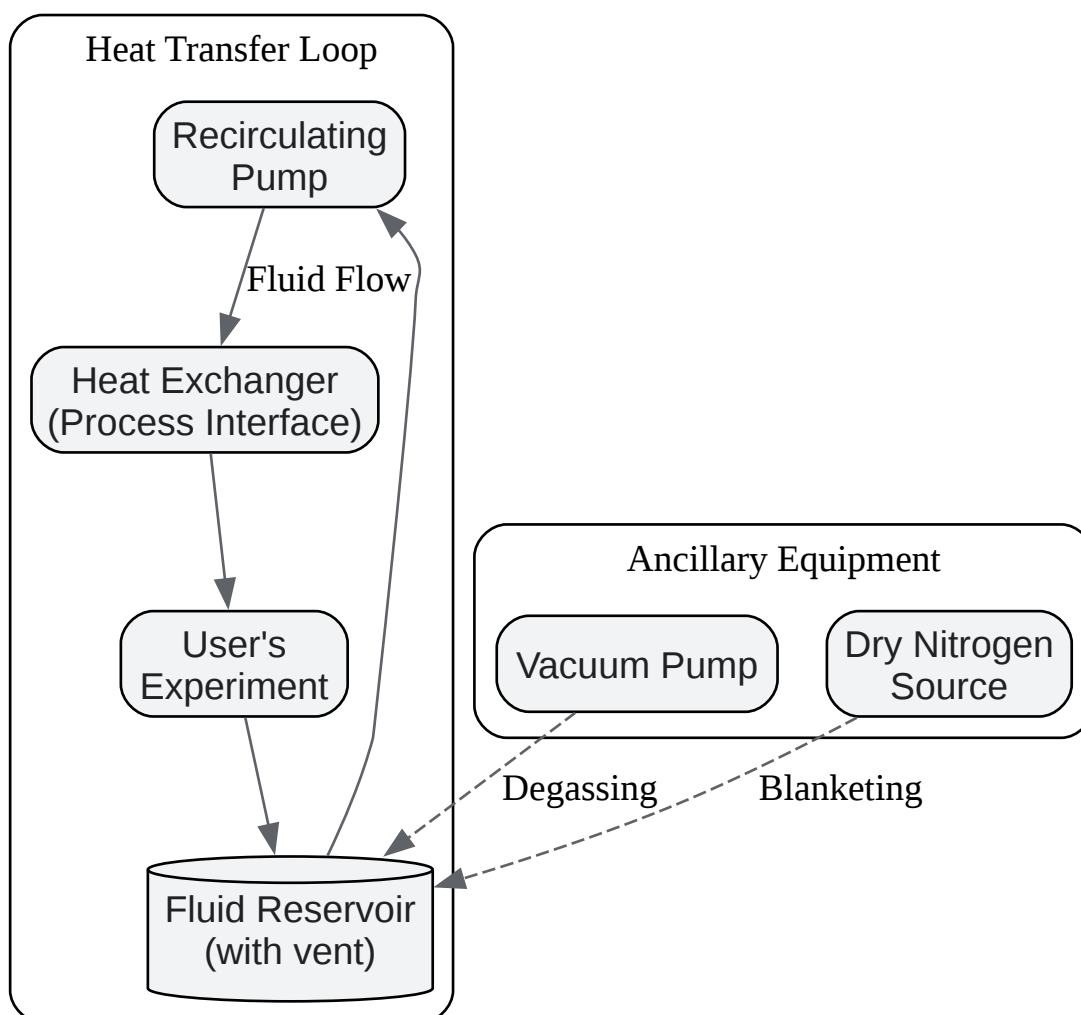 Heat Transfer Loop
Recirculating
Pump
Fluid Flow
Heat Exchanger
(Process Interface)
User's
Experiment
Ancillary Equipment
Vacuum Pump
Dry Nitrogen
Source
Degassing
Blanketing
Fluid Reservoir
(with vent)